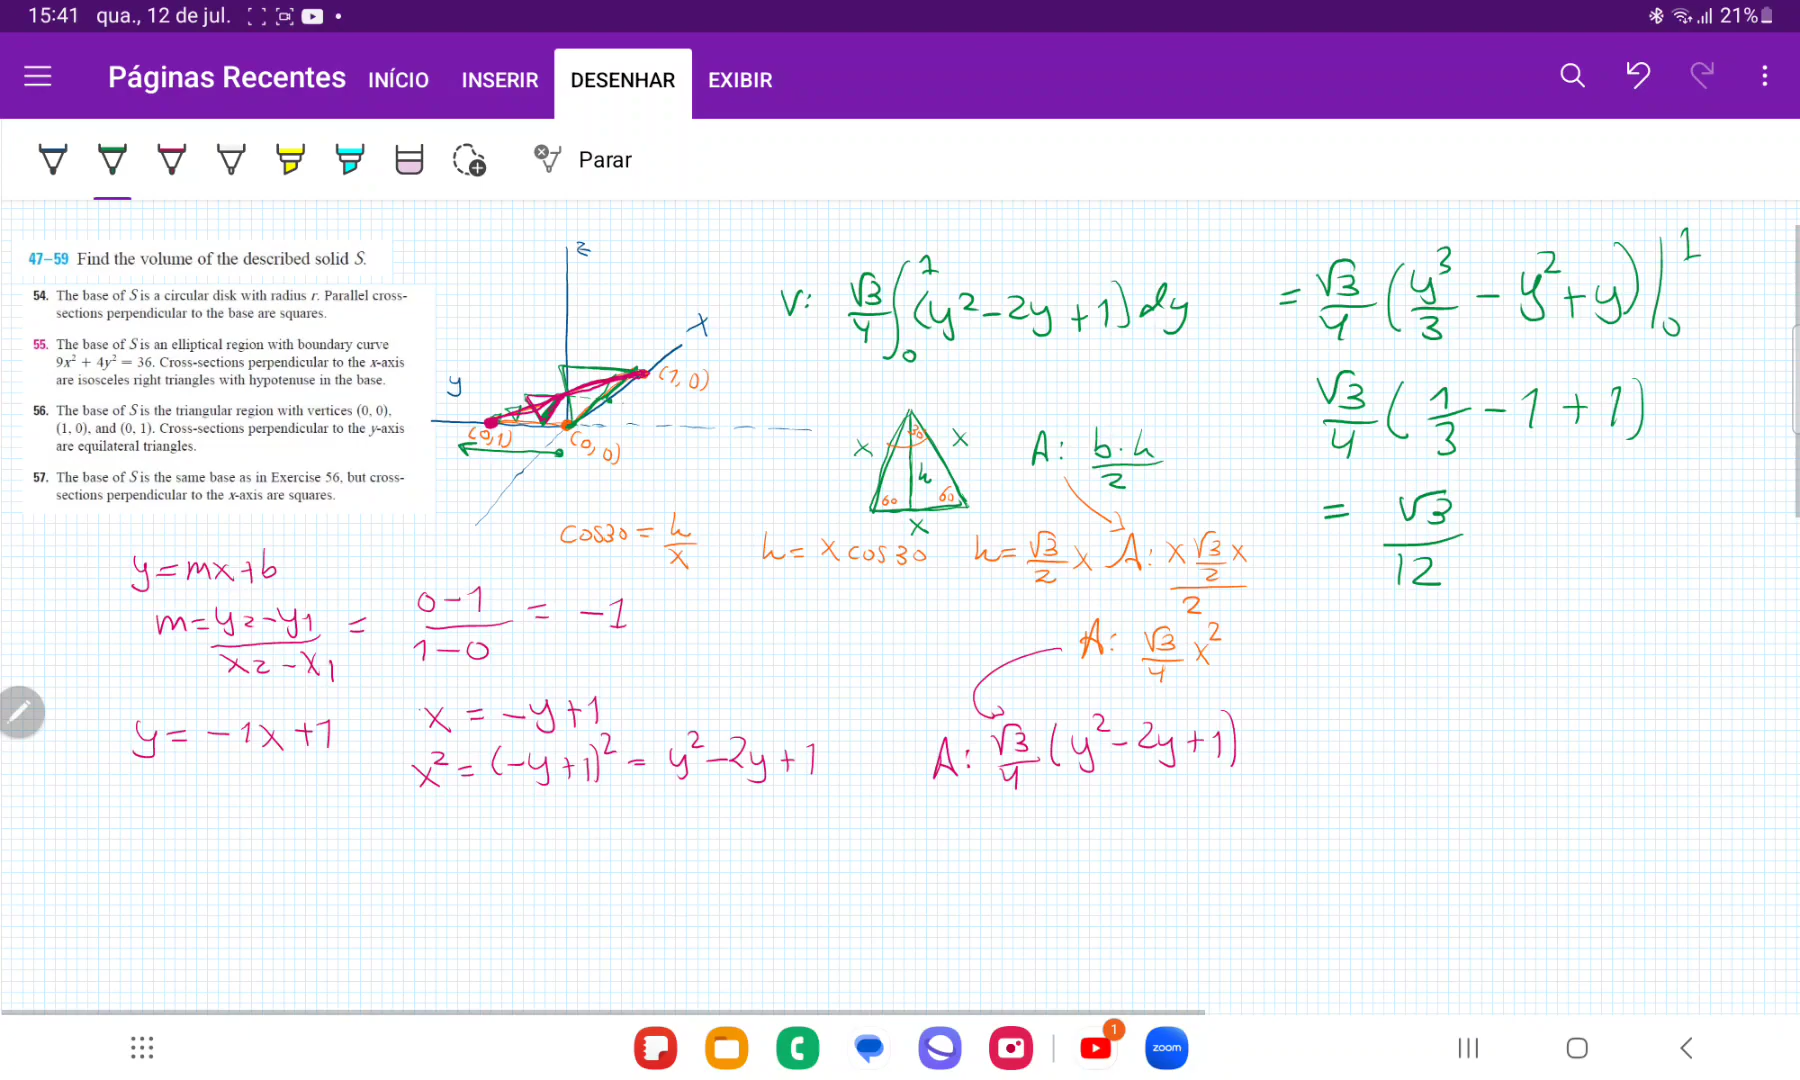 15:41 qua., 12 de jul.
21%
Páginas Recentes INÍCIO INSERIR DESENHAR EXIBIR
Parar
47–59 Find the volume of the described solid S.
54. The base of S is a circular disk with radius r. Parallel cross-
sections perpendicular to the base are squares.
55. The base of S is an elliptical region with boundary curve
9x² + 4y² = 36. Cross-sections perpendicular to the x-axis
are isosceles right triangles with hypotenuse in the base.
56. The base of S is the triangular region with vertices (0, 0),
(1, 0), and (0, 1). Cross-sections perpendicular to the y-axis
are equilateral triangles.
57. The base of S is the same base as in Exercise 56, but cross-
sections perpendicular to the x-axis are squares.
z
x
y
(1,0)
(0,1)
(0,0)
V: √3/4 ∫₀¹ (y²-2y+1) dy = √3/4 (y³/3 - y² + y) |₀¹
√3/4 (1/3 - 1 + 1)
= √3/12
30
x x
h
60 60
x
A: b·h/2
cos30 = h/x
h = x cos30
h = √3/2 x
A: x √3/2 x / 2
A: √3/4 x²
y = mx+b
m = y2-y1/x2-x1 = 0-1/1-0 = -1
y = -1x+1
x = -y+1
x² = (-y+1)² = y²-2y+1
A: √3/4 (y²-2y+1)
1
zoom